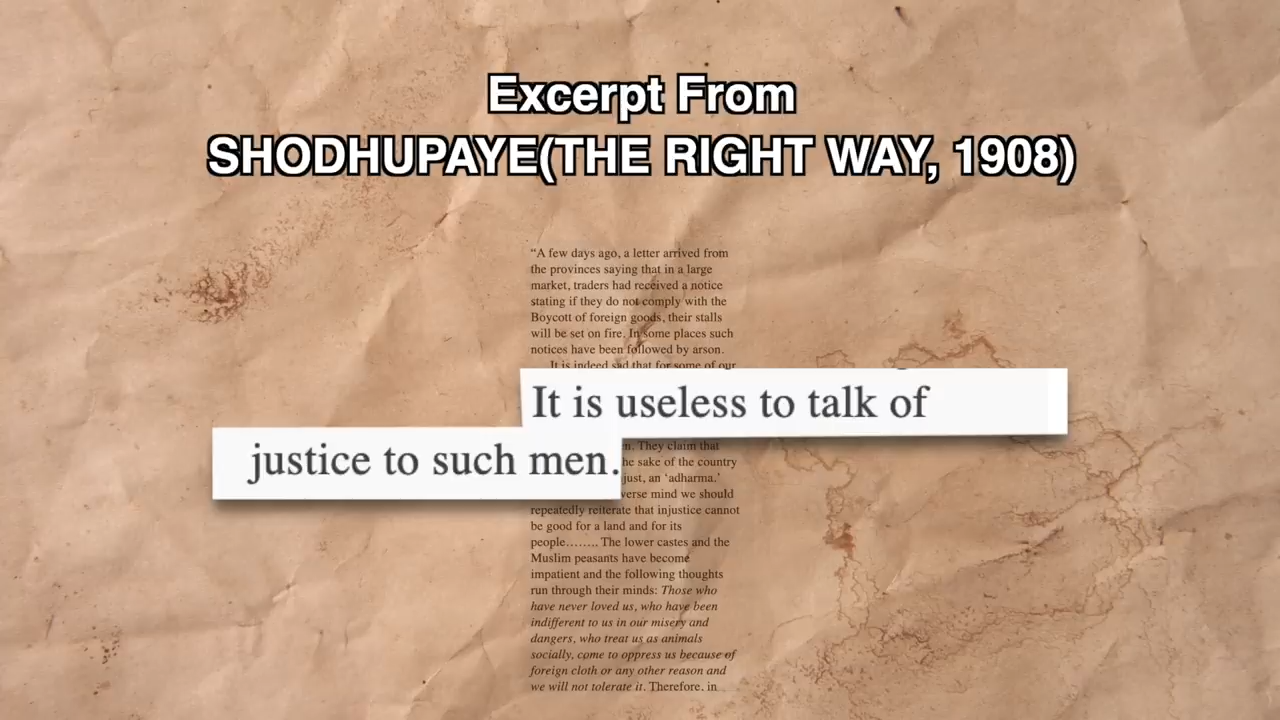 Excerpt From
SHODHUPAYE(THE RIGHT WAY, 1908)
“A few days ago, a letter arrived from
the provinces saying that in a large
market, traders had received a notice
stating if they do not comply with the
Boycott of foreign goods, their stalls
will be set on fire. In some places such
notices have been followed by arson.
It is indeed sad that for some of our
It is useless to talk of
justice to such men.
They claim that
he sake of the country
just, an ‘adharma.’
verse mind we should
repeatedly reiterate that injustice cannot
be good for a land and for its
people…….. The lower castes and the
Muslim peasants have become
impatient and the following thoughts
run through their minds: Those who
have never loved us, who have been
indifferent to us in our misery and
dangers, who treat us as animals
socially, come to oppress us because of
foreign cloth or any other reason and
we will not tolerate it. Therefore, in